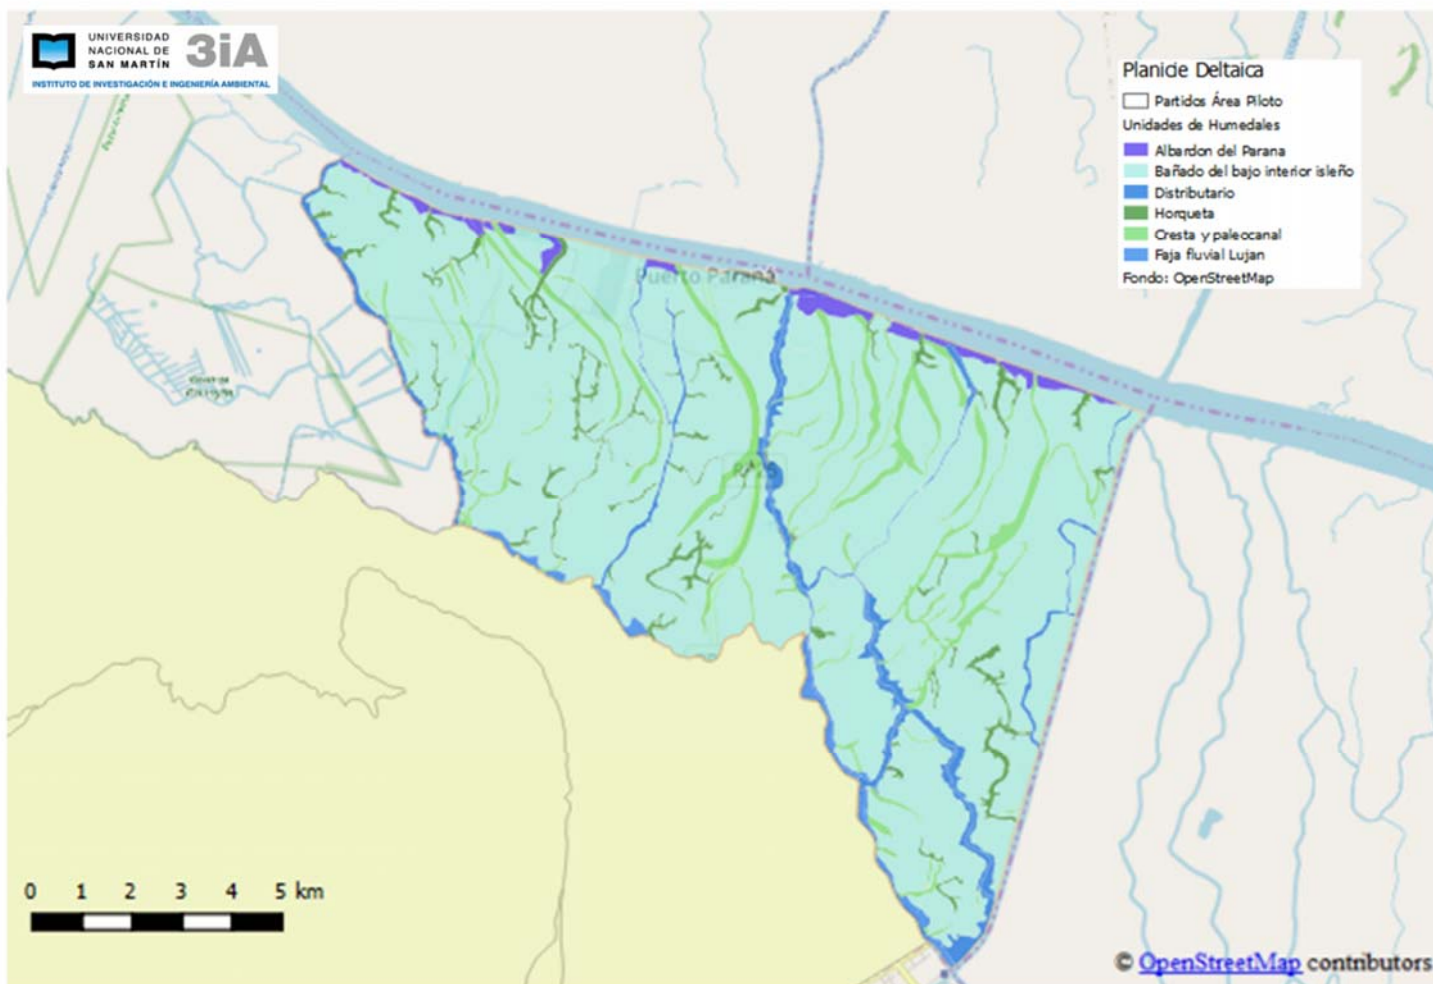 UNIVERSIDAD
NACIONAL DE
SAN MARTÍN
3iA
INSTITUTO DE INVESTIGACIÓN E INGENIERÍA AMBIENTAL
Planicie Deltaica
Partidos Área Piloto
Unidades de Humedales
Albardon del Parana
Bañado del bajo interior isleño
Distributario
Horqueta
Cresta y paleocanal
Faja fluvial Lujan
Fondo: OpenStreetMap
Puerto Paraná
0 1 2 3 4 5 km
© OpenStreetMap contributors